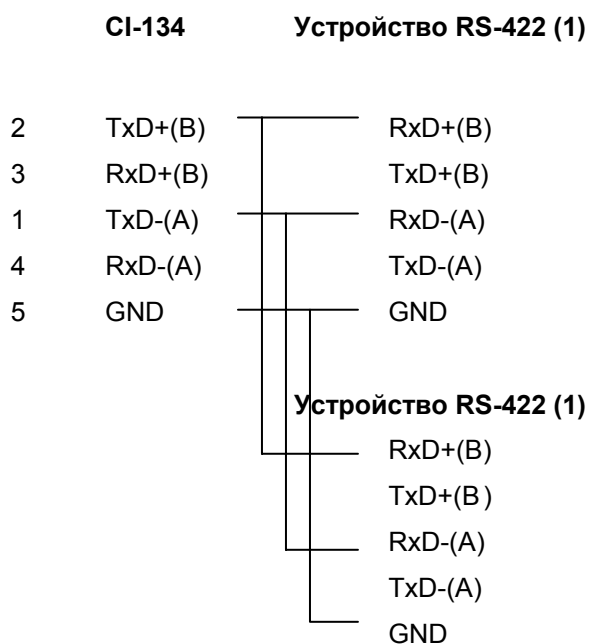 CI-134 Устройство RS-422 (1)
2 TxD+(B) RxD+(B)
3 RxD+(B) TxD+(B)
1 TxD-(A) RxD-(A)
4 RxD-(A) TxD-(A)
5 GND GND
Устройство RS-422 (1)
RxD+(B)
TxD+(B)
RxD-(A)
TxD-(A)
GND